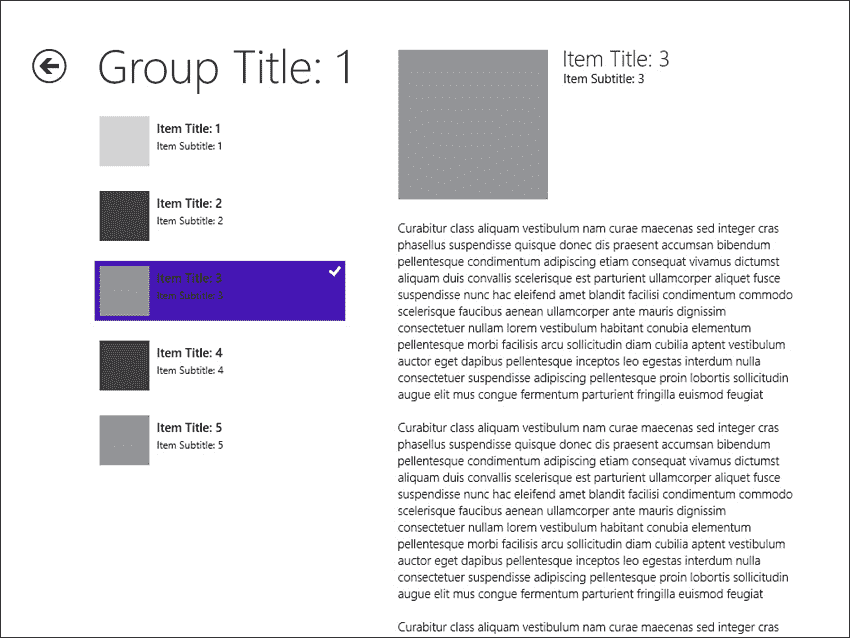 Group Title: 1
Item Title: 1
Item Subtitle: 1
Item Title: 2
Item Subtitle: 2
Item Title: 3
Item Subtitle: 3
Item Title: 4
Item Subtitle: 4
Item Title: 5
Item Subtitle: 5
Item Title: 3
Item Subtitle: 3
Curabitur class aliquam vestibulum nam curae maecenas sed integer cras
phasellus suspendisse quisque donec dis praesent accumsan bibendum
pellentesque condimentum adipiscing etiam consequat vivamus dictumst
aliquam duis convallis scelerisque est parturient ullamcorper aliquet fusce
suspendisse nunc hac eleifend amet blandit facilisi condimentum commodo
scelerisque faucibus aenean ullamcorper ante mauris dignissim
consectetuer nullam lorem vestibulum habitant conubia elementum
pellentesque morbi facilisis arcu sollicitudin diam cubilia aptent vestibulum
auctor eget dapibus pellentesque inceptos leo egestas interdum nulla
consectetuer suspendisse adipiscing pellentesque proin lobortis sollicitudin
augue elit mus congue fermentum parturient fringilla euismod feugiat
Curabitur class aliquam vestibulum nam curae maecenas sed integer cras
phasellus suspendisse quisque donec dis praesent accumsan bibendum
pellentesque condimentum adipiscing etiam consequat vivamus dictumst
aliquam duis convallis scelerisque est parturient ullamcorper aliquet fusce
suspendisse nunc hac eleifend amet blandit facilisi condimentum commodo
scelerisque faucibus aenean ullamcorper ante mauris dignissim
consectetuer nullam lorem vestibulum habitant conubia elementum
pellentesque morbi facilisis arcu sollicitudin diam cubilia aptent vestibulum
auctor eget dapibus pellentesque inceptos leo egestas interdum nulla
consectetuer suspendisse adipiscing pellentesque proin lobortis sollicitudin
augue elit mus congue fermentum parturient fringilla euismod feugiat
Curabitur class aliquam vestibulum nam curae maecenas sed integer cras